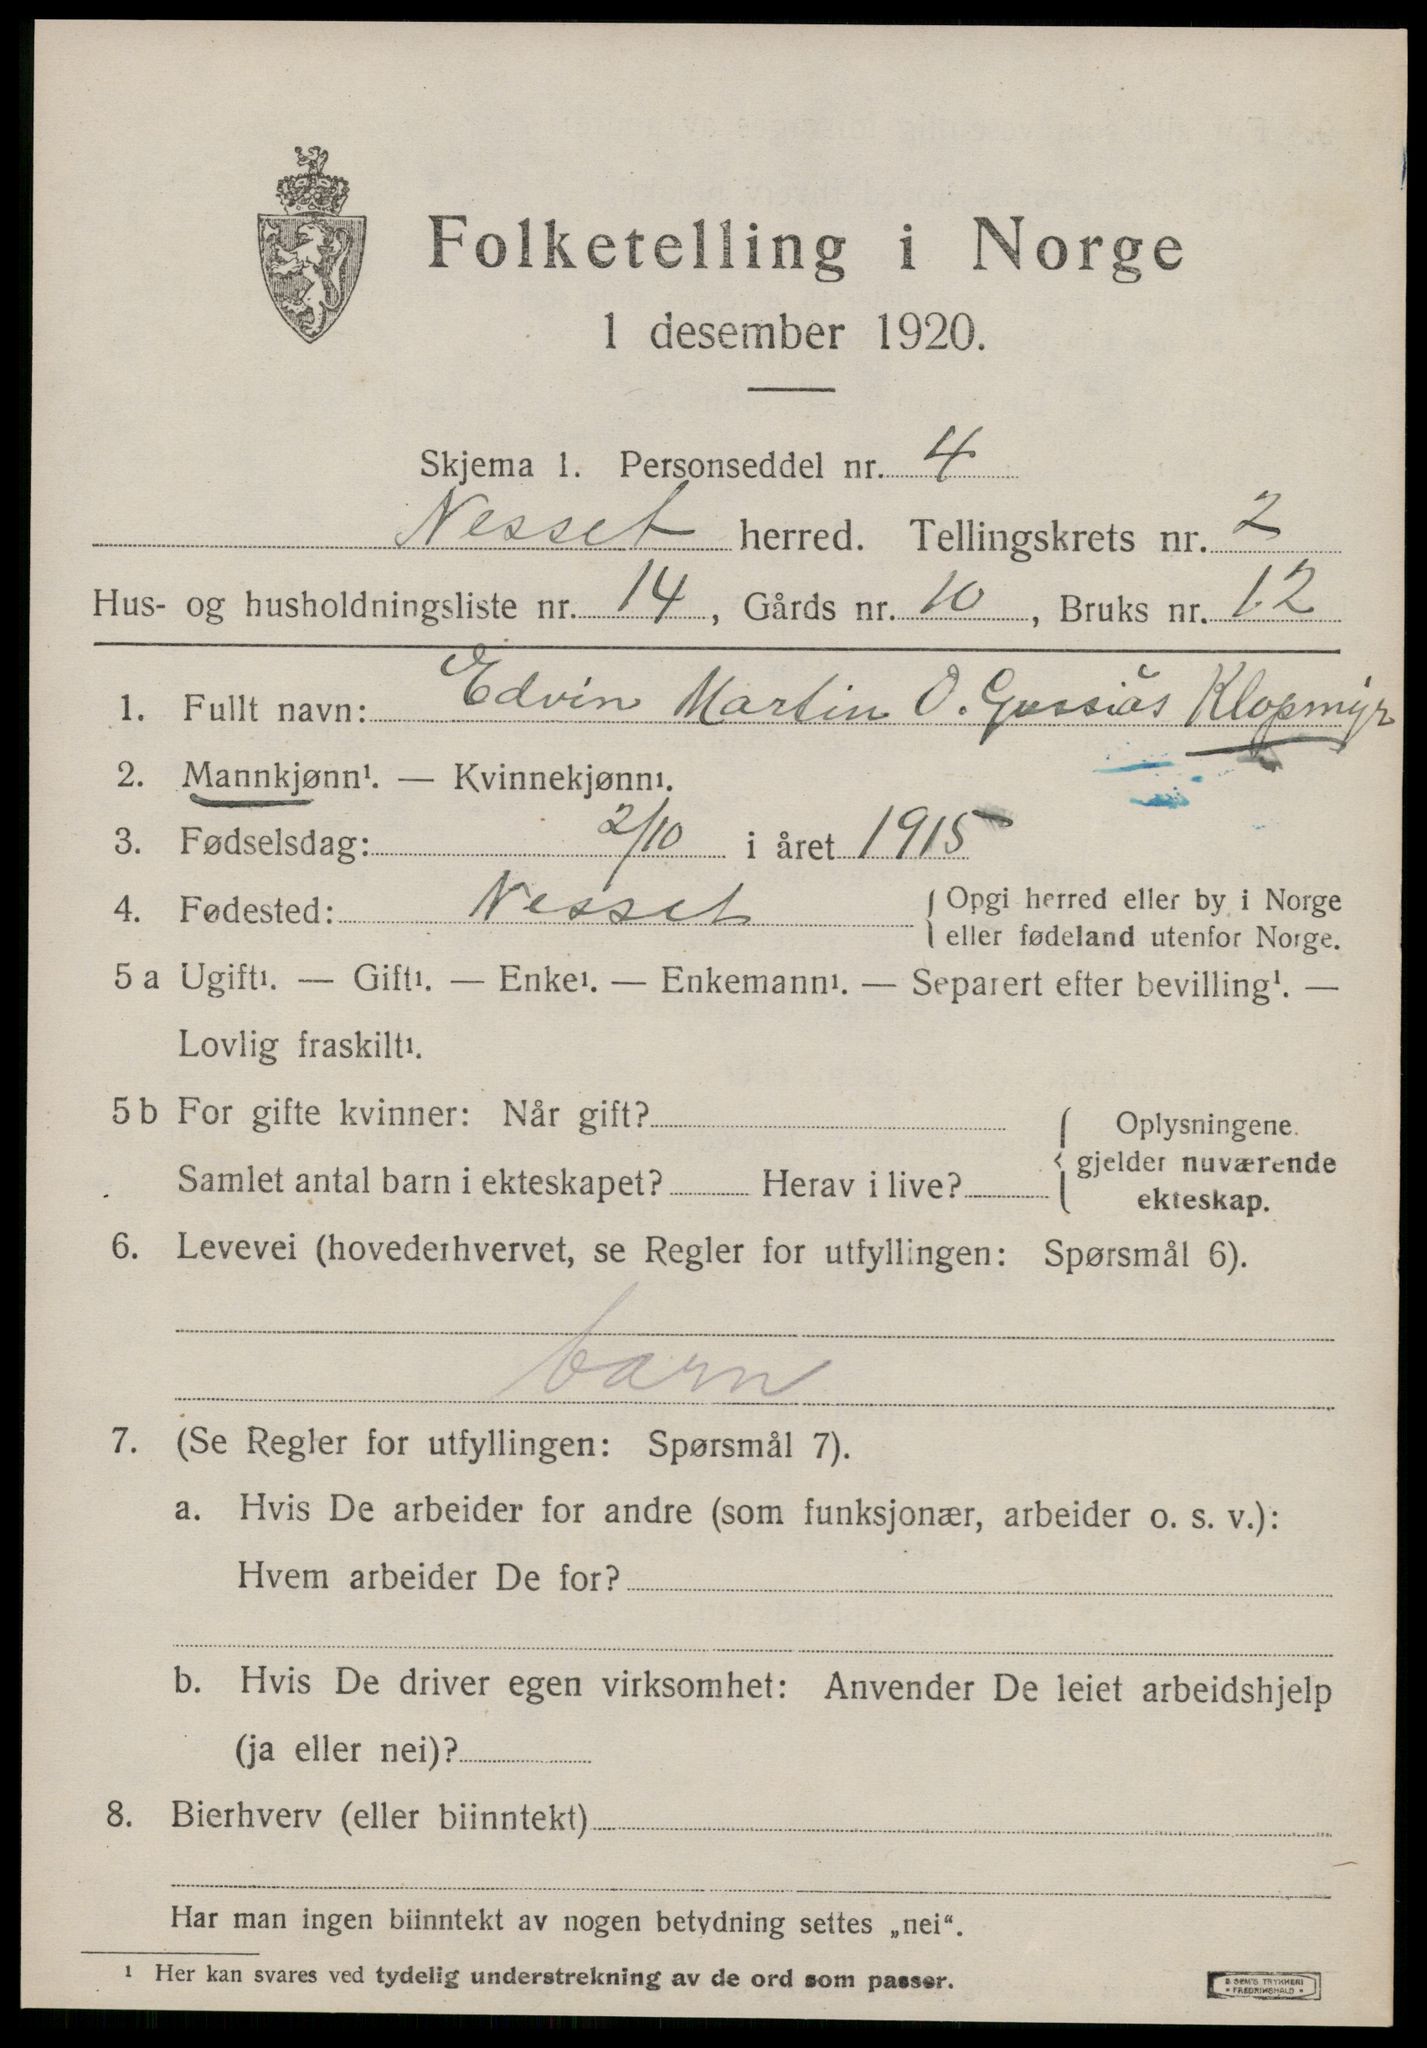 Folketelling i Norge
1 desember 1920.
Skjema 1. Personseddel nr. 4
Nesset herred. Tellingskrets nr. 2
Hus- og husholdningsliste nr. 14, Gårds nr. 10, Bruks nr. 12
1. Fullt navn: Edvin Martin O. Gussiås Klopmyr
2. Mannkjønn¹. — Kvinnekjønn¹.
3. Fødselsdag: 2/10 i året 1915
4. Fødested: Nesset { Opgi herred eller by i Norge
eller fødeland utenfor Norge.
5 a Ugift¹. — Gift¹. — Enke¹. — Enkemann¹. — Separert efter bevilling¹. —
Lovlig fraskilt¹.
5 b For gifte kvinner: Når gift? { Oplysningene
Samlet antal barn i ekteskapet? Herav i live? gjelder nuværende
ekteskap.
6. Levevei (hovederhvervet, se Regler for utfyllingen: Spørsmål 6).
barn
7. (Se Regler for utfyllingen: Spørsmål 7).
a. Hvis De arbeider for andre (som funksjonær, arbeider o. s. v.):
Hvem arbeider De for?
b. Hvis De driver egen virksomhet: Anvender De leiet arbeidshjelp
(ja eller nei)?
8. Bierhverv (eller biinntekt)
Har man ingen biinntekt av nogen betydning settes „nei“.
¹ Her kan svares ved tydelig understrekning av de ord som passer.
E SEM'S TRYKKERI
• FREDRIKSHALD •